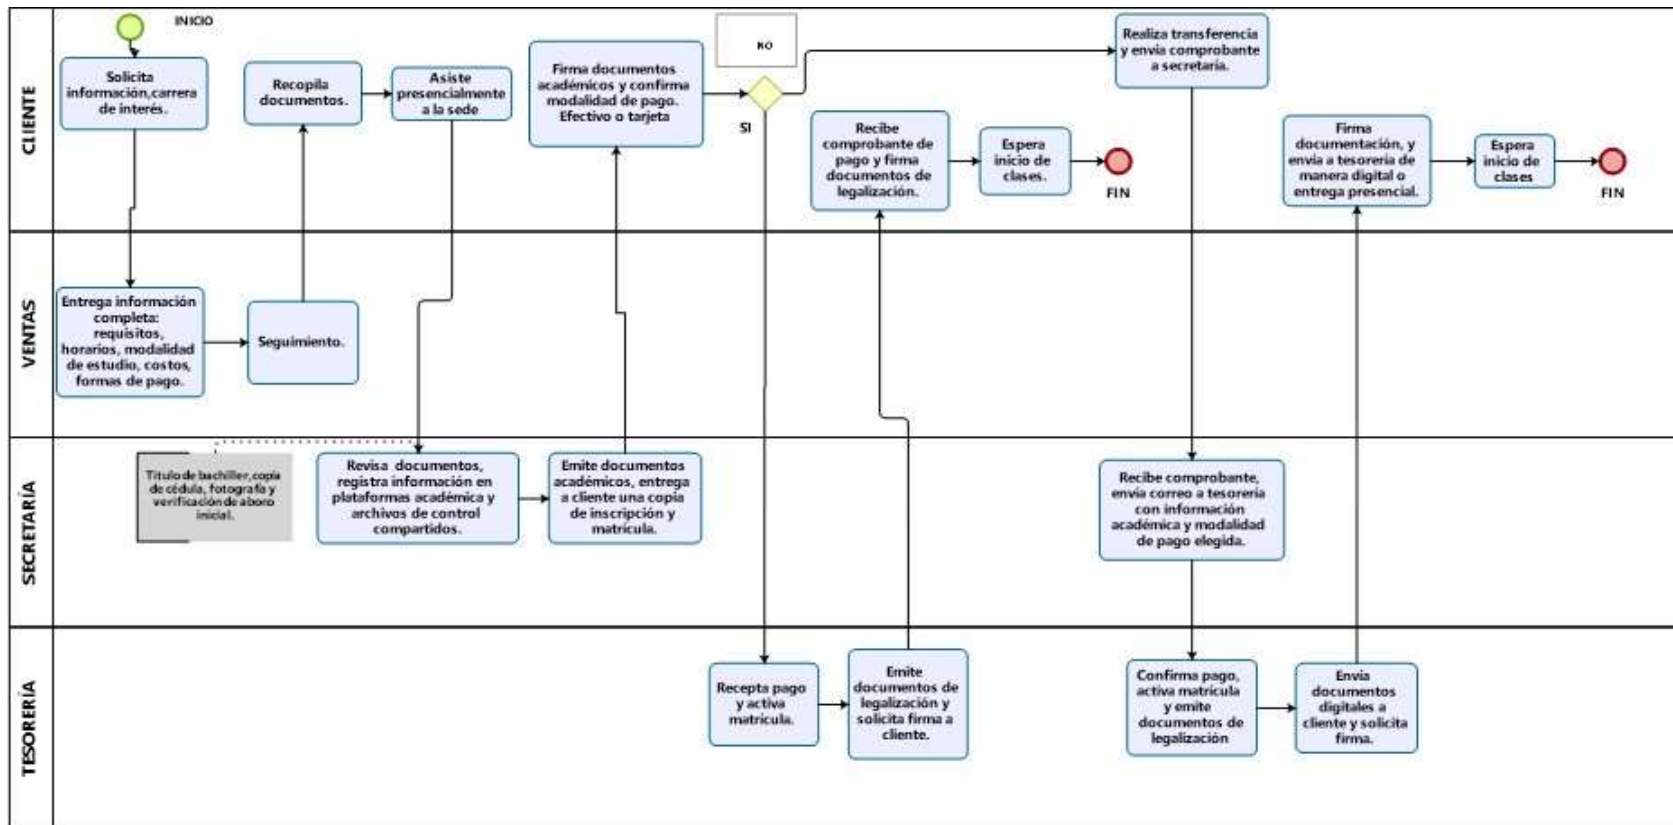 CLIENTE
INICIO
Solicita
información,carrera
de interés.
Recopila
documentos.
Asiste
presencialmente
a la sede
Firma documentos
académicos y confirma
modalidad de pago.
Efectivo o tarjeta
NO
SI
Realiza transferencia
y envía comprobante
a secretaría.
Recibe
comprobante de
pago y firma
documentos de
legalización.
Espera
inicio de
clases.
FIN
Firma
documentación, y
envía a tesorería de
manera digital o
entrega presencial.
Espera
inicio de
clases
FIN
VENTAS
Entrega información
completa:
requisitos,
horarios, modalidad
de estudio, costos,
formas de pago.
Seguimiento.
SECRETARÍA
Título de bachiller,copia
de cédula, fotografía y
verificación de abono
inicial.
Revisa documentos,
registra información en
plataformas académica y
archivos de control
compartidos.
Emite documentos
académicos, entrega
a cliente una copia
de inscripción y
matrícula.
Recibe comprobante,
envía correo a tesorería
con información
académica y modalidad
de pago elegida.
TESORERÍA
Recepta pago
y activa
matrícula.
Emite
documentos de
legalización y
solicita firma a
cliente.
Confirma pago,
activa matrícula
y emite
documentos de
legalización
Envía
documentos
digitales a
cliente y solicita
firma.